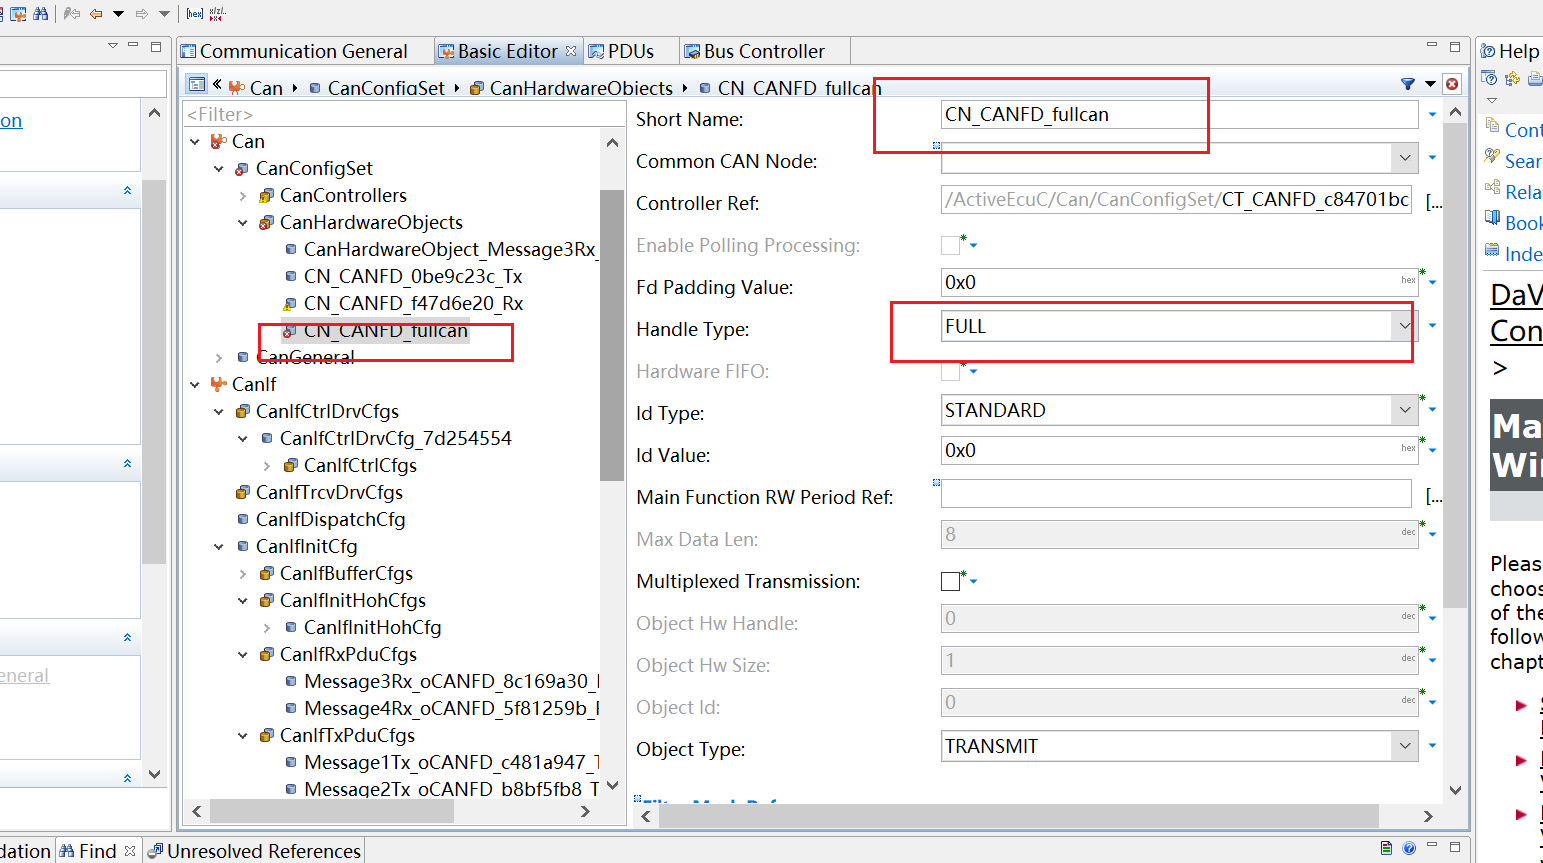 [hex]
Communication General
Basic Editor
PDUs
Bus Controller
Help
Can
CanConfigSet
CanHardwareObjects
CN_CANFD_fullcan
<Filter>
Can
CanConfigSet
CanControllers
CanHardwareObjects
CanHardwareObject_Message3Rx_
CN_CANFD_0be9c23c_Tx
CN_CANFD_f47d6e20_Rx
CN_CANFD_fullcan
CanGeneral
CanIf
CanIfCtrlDrvCfgs
CanIfCtrlDrvCfg_7d254554
CanIfCtrlCfgs
CanIfTrcvDrvCfgs
CanIfDispatchCfg
CanIfInitCfg
CanIfBufferCfgs
CanIfInitHohCfgs
CanIfInitHohCfg
CanIfRxPduCfgs
Message3Rx_oCANFD_8c169a30_
Message4Rx_oCANFD_5f81259b_
CanIfTxPduCfgs
Message1Tx_oCANFD_c481a947_
Message2Tx_oCANFD_b8bf5fb8_
Short Name: CN_CANFD_fullcan
Common CAN Node:
Controller Ref: /ActiveEcuC/Can/CanConfigSet/CT_CANFD_c84701bc [...
Enable Polling Processing:
Fd Padding Value: 0x0 hex
Handle Type: FULL
Hardware FIFO:
Id Type: STANDARD
Id Value: 0x0 hex
Main Function RW Period Ref: [...
Max Data Len: 8 dec
Multiplexed Transmission:
Object Hw Handle: 0 dec
Object Hw Size: 1 dec
Object Id: 0 dec
Object Type: TRANSMIT
on
eneral
Cont
Sear
Rela
Book
Inde
DaV
Con
>
Ma
Win
Pleas
choos
of the
follow
chapt
dation
Find
Unresolved References